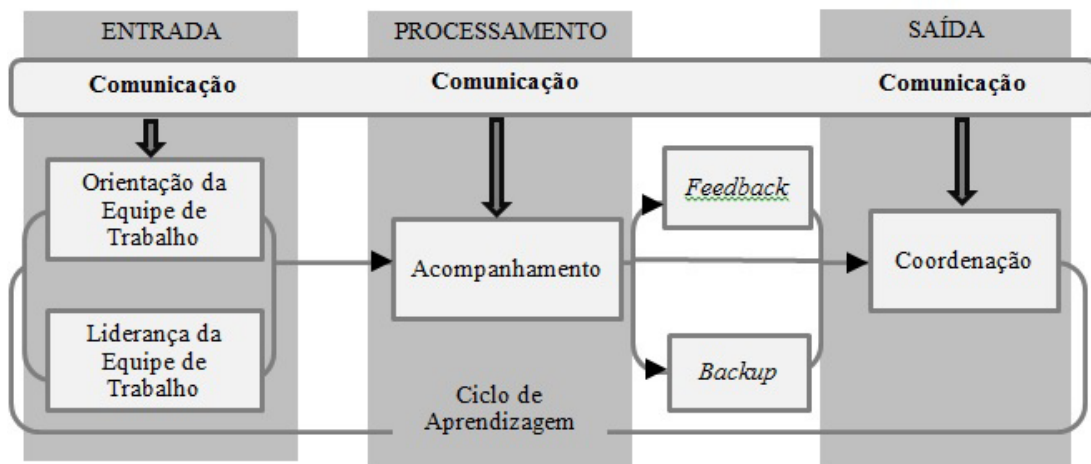 ENTRADA
PROCESSAMENTO
SAÍDA
Comunicação
Comunicação
Comunicação
Orientação da
Equipe de
Trabalho
Liderança da
Equipe de
Trabalho
Acompanhamento
Feedback
Backup
Coordenação
Ciclo de
Aprendizagem